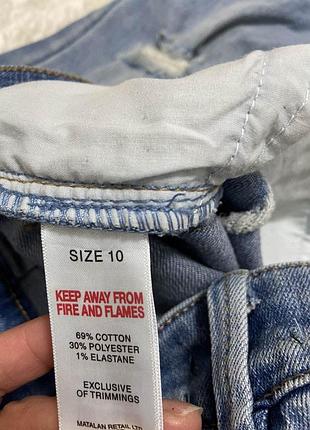 SIZE 10
KEEP AWAY FROM
FIRE AND FLAMES
69% COTTON
30% POLYESTER
1% ELASTANE
EXCLUSIVE
OF TRIMMINGS
MATALAN RETAIL LTD